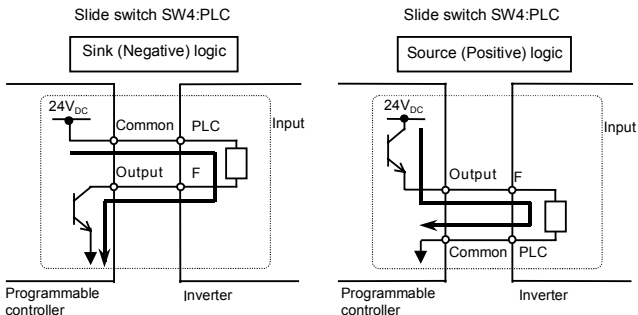 Slide switch SW4:PLC
Sink (Negative) logic
24VDC
Common
PLC
Input
Output
F
Programmable
controller
Inverter
Slide switch SW4:PLC
Source (Positive) logic
24VDC
Input
Output
F
Common
PLC
Programmable
controller
Inverter